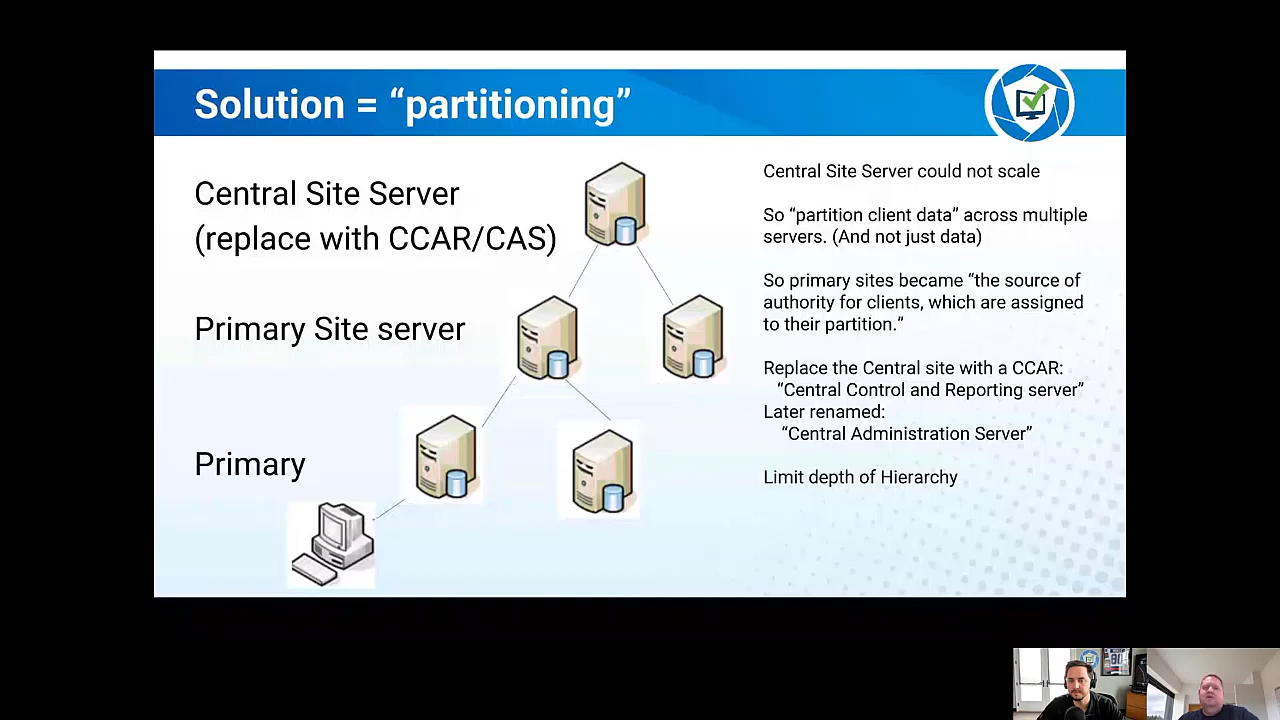 Solution = “partitioning”
Central Site Server
(replace with CCAR/CAS)
Primary Site server
Primary
Central Site Server could not scale
So “partition client data” across multiple
servers. (And not just data)
So primary sites became “the source of
authority for clients, which are assigned
to their partition.”
Replace the Central site with a CCAR:
“Central Control and Reporting server”
Later renamed:
“Central Administration Server”
Limit depth of Hierarchy